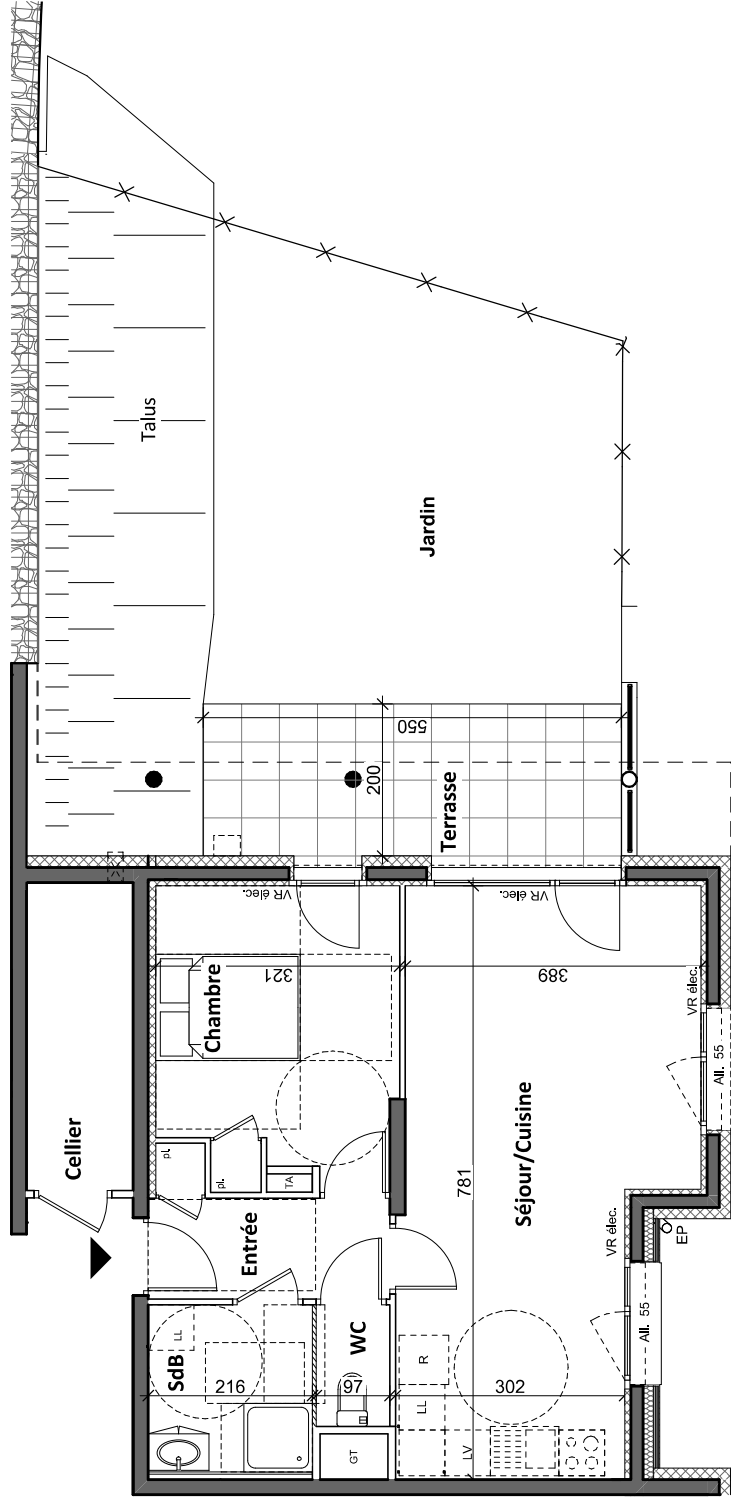 Talus
Jardin
550
200
Terrasse
VR élec.
VR élec.
Chambre
321
389
VR élec.
All. 55
Cellier
pl.
pl.
TA
781
Séjour/Cuisine
Entrée
EP
VR élec.
All. 55
LL
SdB
WC
216
97
302
R
LL
LV
GT
E